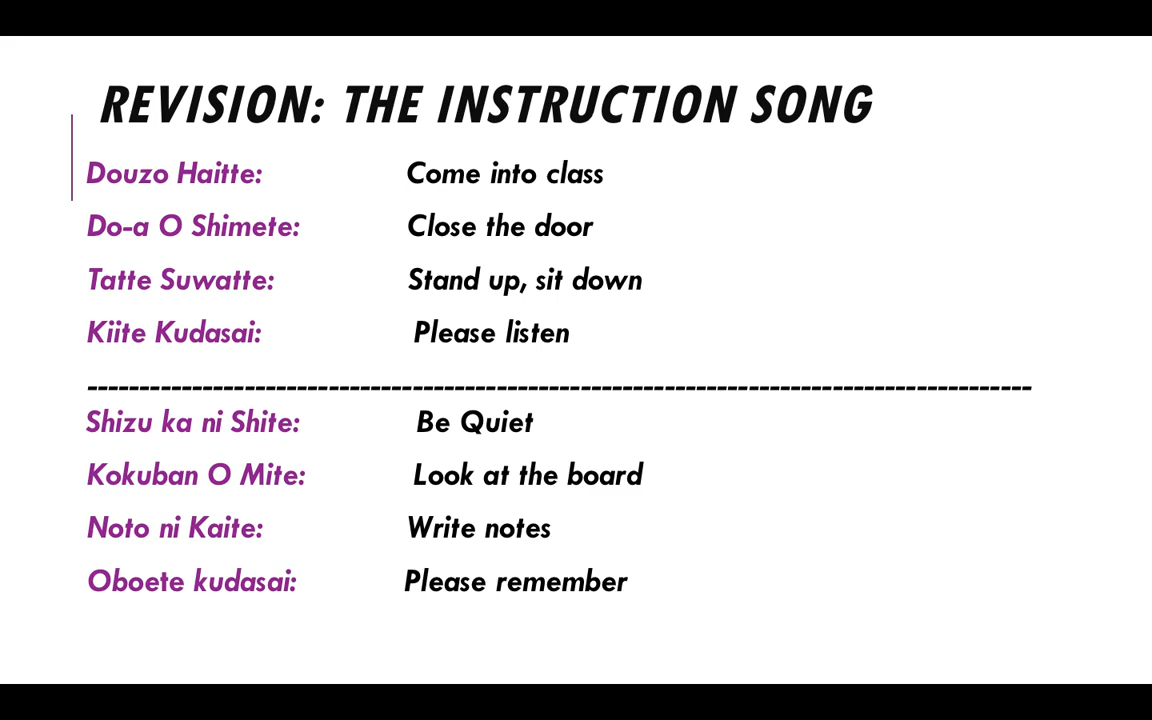 REVISION: THE INSTRUCTION SONG
Douzo Haitte: Come into class
Do-a O Shimete: Close the door
Tatte Suwatte: Stand up, sit down
Kiite Kudasai: Please listen
------------------------------------------------------------------------------------------
Shizu ka ni Shite: Be Quiet
Kokuban O Mite: Look at the board
Noto ni Kaite: Write notes
Oboete kudasai: Please remember